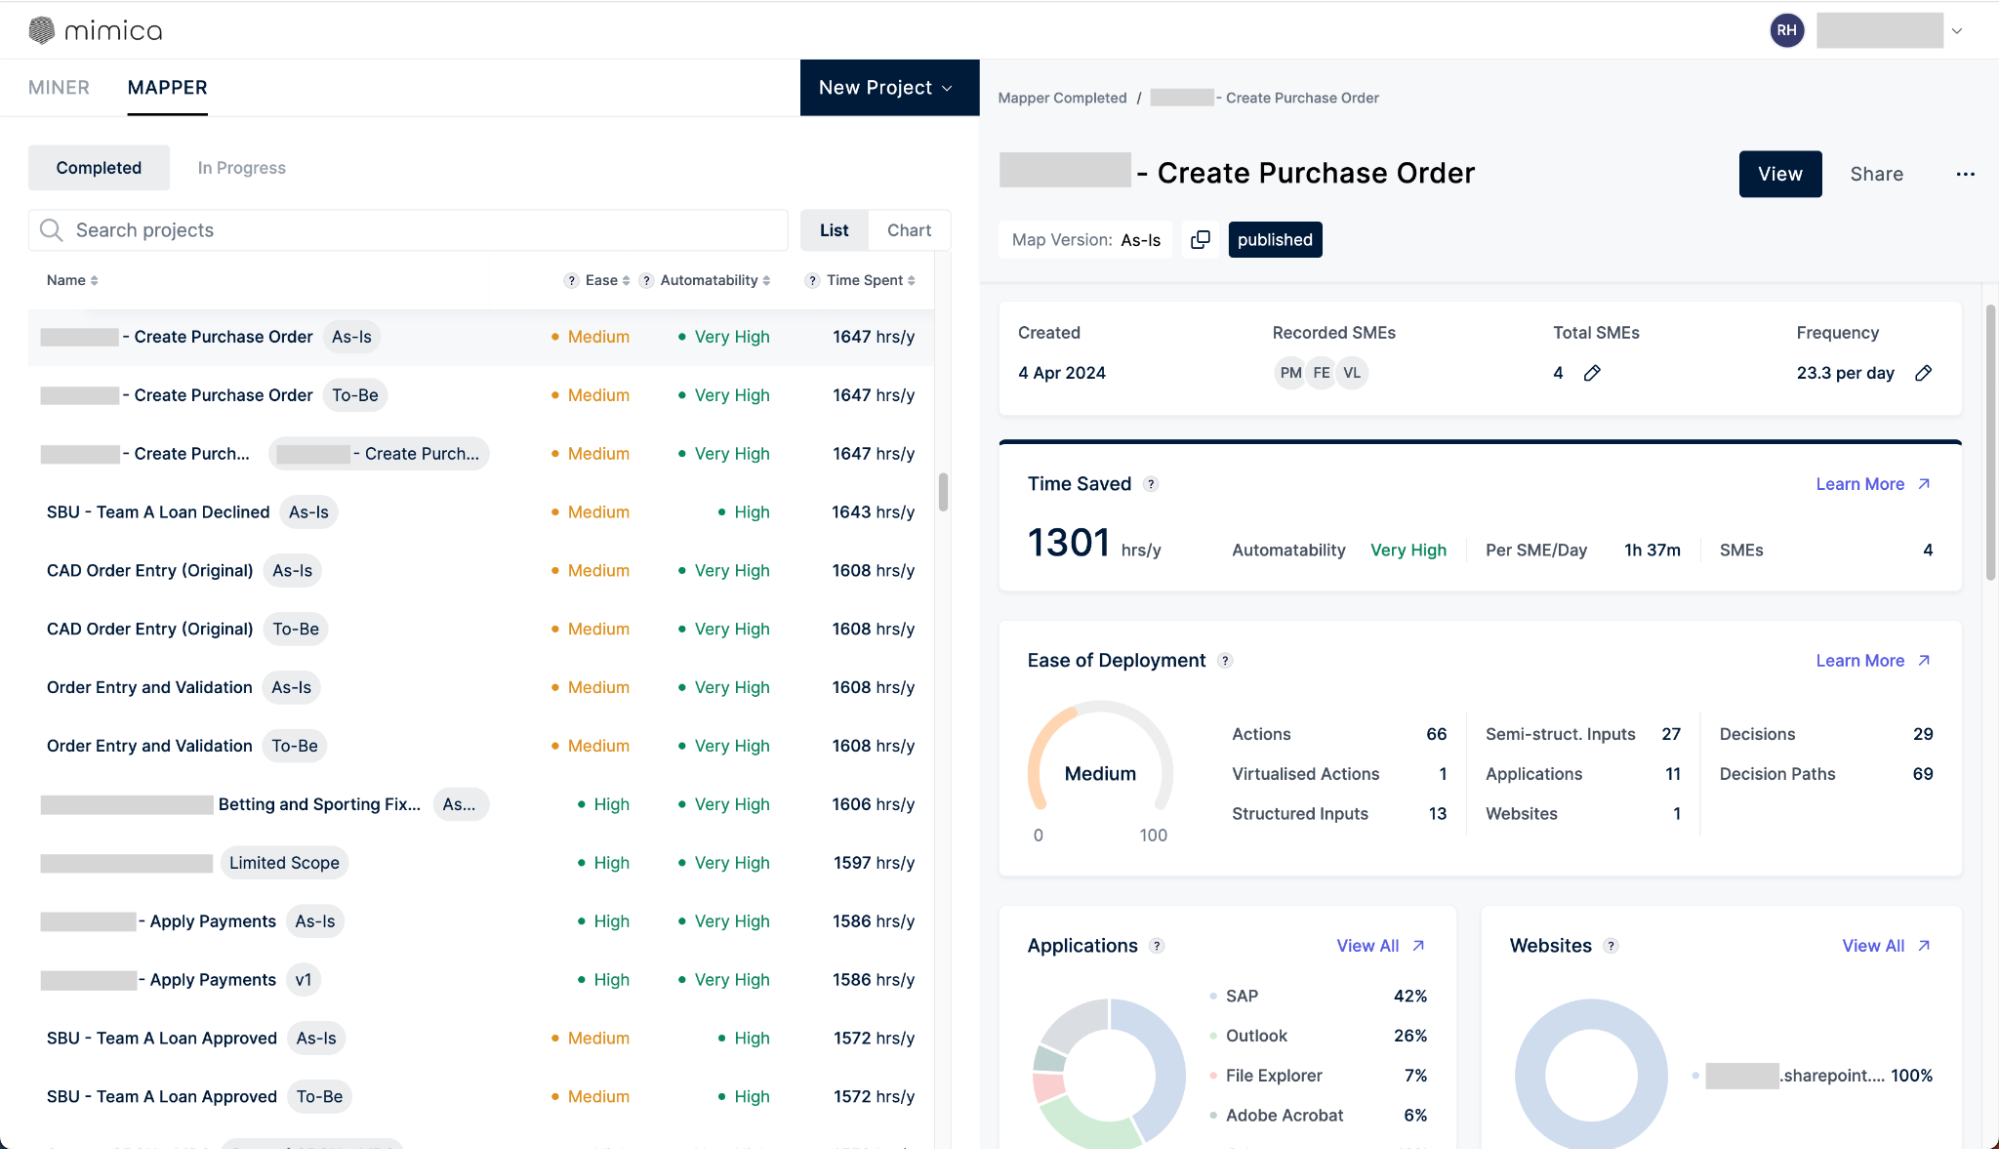 mimica
RH
MINER
MAPPER
New Project
Mapper Completed / - Create Purchase Order
Completed
In Progress
- Create Purchase Order
View
Share
...
Search projects
List
Chart
Map Version: As-Is
published
Name
? Ease
? Automatability
? Time Spent
- Create Purchase Order As-Is Medium Very High 1647 hrs/y
- Create Purchase Order To-Be Medium Very High 1647 hrs/y
- Create Purch... - Create Purch... Medium Very High 1647 hrs/y
SBU - Team A Loan Declined As-Is Medium High 1643 hrs/y
CAD Order Entry (Original) As-Is Medium Very High 1608 hrs/y
CAD Order Entry (Original) To-Be Medium Very High 1608 hrs/y
Order Entry and Validation As-Is Medium Very High 1608 hrs/y
Order Entry and Validation To-Be Medium Very High 1608 hrs/y
Betting and Sporting Fix... As... High Very High 1606 hrs/y
Limited Scope High Very High 1597 hrs/y
- Apply Payments As-Is High Very High 1586 hrs/y
- Apply Payments v1 High Very High 1586 hrs/y
SBU - Team A Loan Approved As-Is Medium High 1572 hrs/y
SBU - Team A Loan Approved To-Be Medium High 1572 hrs/y
Created
Recorded SMEs
Total SMEs
Frequency
4 Apr 2024
PM FE VL
4
23.3 per day
Time Saved ?
Learn More
1301 hrs/y
Automatability Very High
Per SME/Day 1h 37m
SMEs 4
Ease of Deployment ?
Learn More
Medium
0 100
Actions 66
Virtualised Actions 1
Structured Inputs 13
Semi-struct. Inputs 27
Applications 11
Websites 1
Decisions 29
Decision Paths 69
Applications ?
View All
SAP 42%
Outlook 26%
File Explorer 7%
Adobe Acrobat 6%
Websites ?
View All
.sharepoint.... 100%